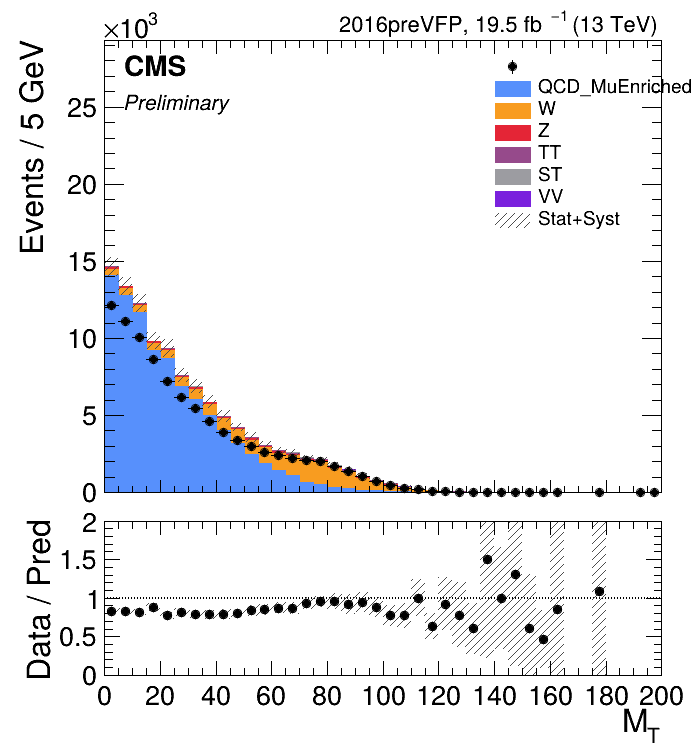 ×10³
2016preVFP, 19.5 fb ⁻¹ (13 TeV)
CMS
Preliminary
QCD_MuEnriched
W
Z
TT
ST
VV
Stat+Syst
Events / 5 GeV
25
20
15
10
5
0
Data / Pred
2
1.5
1
0.5
0
0 20 40 60 80 100 120 140 160 180 200
M_T